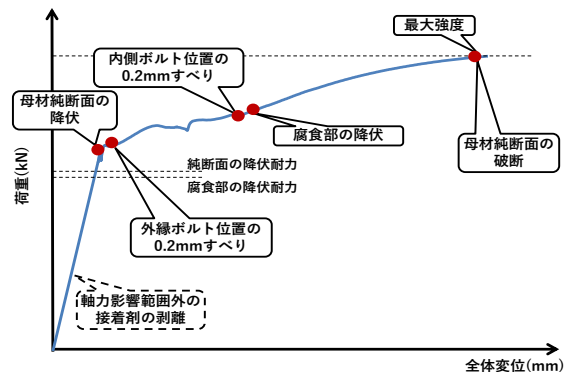 最大強度
内側ボルト位置の
0.2mmすべり
母材純断面の
降伏
腐食部の降伏
母材純断面の
破断
純断面の降伏耐力
腐食部の降伏耐力
荷重(kN)
外縁ボルト位置の
0.2mmすべり
軸力影響範囲外の
接着剤の剥離
全体変位(mm)